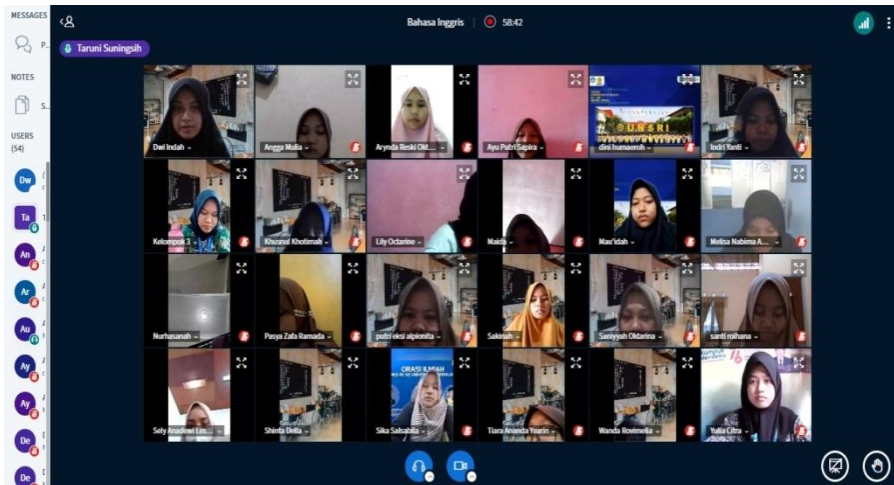 MESSAGES
P..
NOTES
S...
USERS
(54)
Dw
Ta
An
Ar
Au
Ay
Ay
De
De
Bahasa Inggris
58:42
Taruni Suningsih
Dwi Indah
Angga Mulia
Arynda Reski Okt...
Ayu Putri Sapira
UNSRI
dini humaeroh
Indri Yanti
Kelompok 3
Khusnul Khotimah
Lily Octarine
Maida
Mau'idah
Melisa Nabima A...
Nurhasanah
Pasya Zafa Ramada
putri eksi alpionita
Sakinah
Saniyyah Oktarina
santi roihana
Sely Anadewi Les...
Shinta Della
ORASI ILMIAH
Sika Salsabila
Tiara Ananda Yusrin
Wanda Rovimelia
Kampus
Merdeka
Yulia Citra